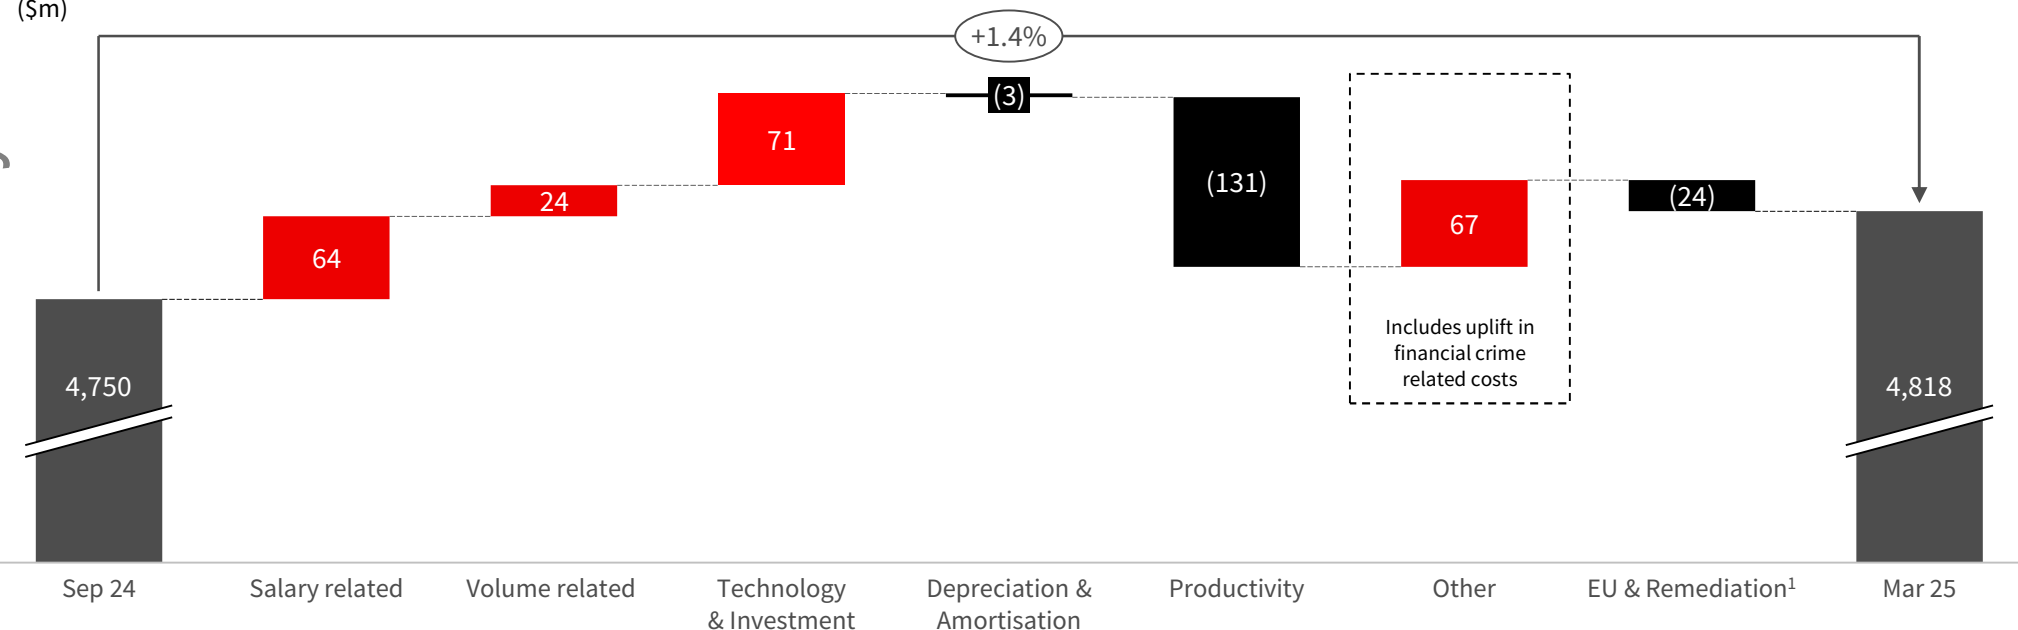 ($m)
+1.4%
4,750
64
24
71
(3)
(131)
67
(24)
4,818
Includes uplift in
financial crime
related costs
Sep 24
Salary related
Volume related
Technology
& Investment
Depreciation &
Amortisation
Productivity
Other
EU & Remediation¹
Mar 25